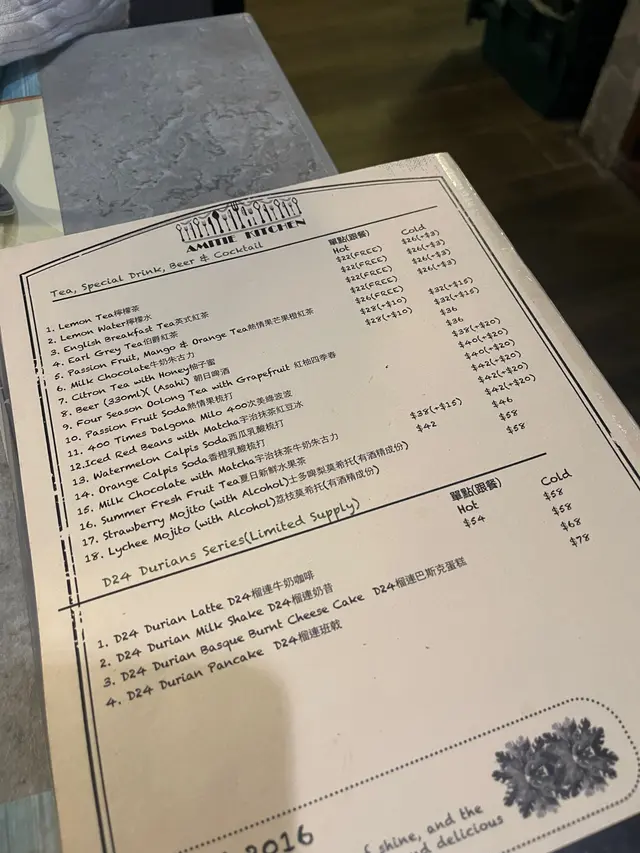 AMITIE KITCHEN
Tea, Special Drink, Beer & Cocktail
單點(跟餐)
Hot
Cold
1. Lemon Tea檸檬茶 $22(FREE) $26(+$3)
2. Lemon Water檸檬水 $22(FREE) $26(+$3)
3. English Breakfast Tea英式紅茶 $22(FREE) $26(+$3)
4. Earl Grey Tea伯爵紅茶 $22(FREE) $26(+$3)
5. Passion Fruit, Mango & Orange Tea熱情果芒果橙紅茶 $26(FREE)
6. Milk Chocolate牛奶朱古力 $28(+$10) $32(+$15)
7. Citron Tea with Honey柚子蜜 $28(+$10) $32(+$15)
8. Beer (330mL)( (Asahi) 朝日啤酒 $36
9. Four Season Oolong Tea with Grapefruit 紅柚四季春 $36
10. Passion Fruit Soda熱情果梳打 $38(+$20)
11. 400 Times Dalgona Milo 400次美祿波波 $40(+$20)
12.Iced Red Beans with Matcha宇治抹茶紅豆冰 $40(+$20)
13. Watermelon Calpis Soda西瓜乳酸梳打 $42(+$20)
14. Orange Calpis Soda香橙乳酸梳打 $42(+$20)
15. Milk Chocolate with Matcha宇治抹茶牛奶朱古力 $38(+$15) $42(+$20)
16. Summer Fresh Fruit Tea夏日新鮮水果茶 $42 $46
17. Strawberry Mojito (with Alcohol)士多啤梨莫希托(有酒精成份) $58
18. Lychee Mojito (with Alcohol)荔枝莫希托(有酒精成份) $58
D24 Durians Series(Limited Supply)
單點(跟餐)
Hot
Cold
1. D24 Durian Latte D24榴連牛奶咖啡 $54 $58
2. D24 Durian Milk Shake D24榴連奶昔 $58
3. D24 Durian Basque Burnt Cheese Cake D24榴連巴斯克蛋糕 $68
4. D24 Durian Pancake D24榴連班戟 $78
2016
shine, and the
delicious